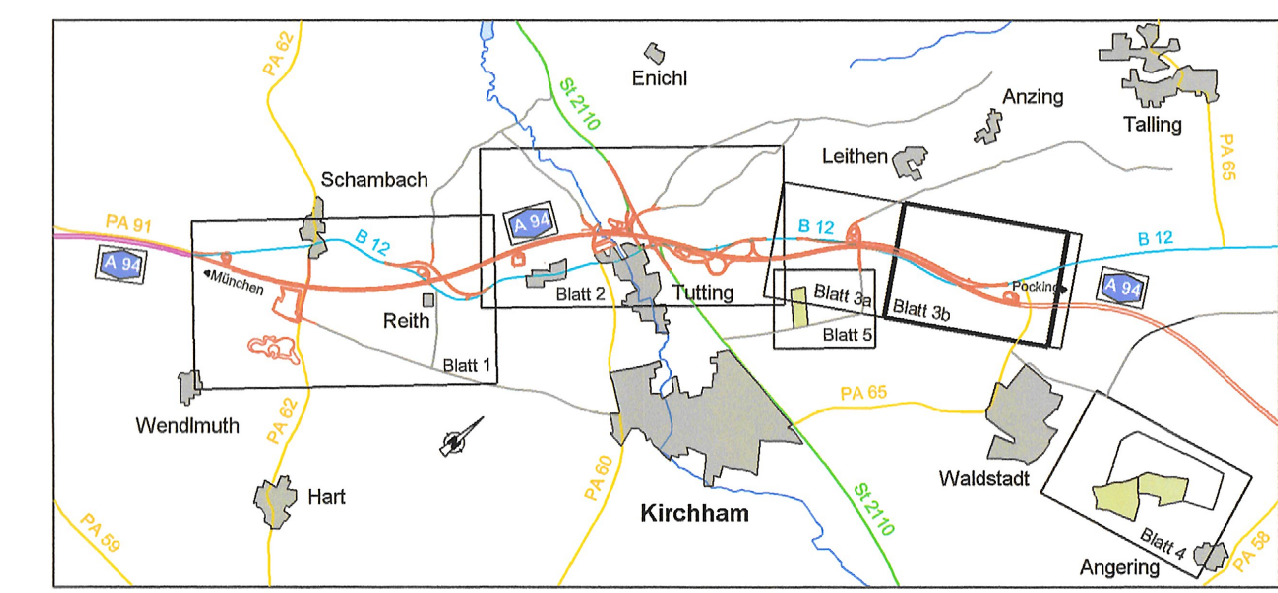 PA 62
Enichl
St 2110
Anzing
Talling
Leithen
PA 65
Schambach
PA 91
A 94
B 12
A 94
B 12
B 12
München
Blatt 2
Tutting
Blatt 3a
Pocking
A 94
Reith
Blatt 3b
Blatt 5
Blatt 1
PA 65
Wendlmuth
PA 62
PA 60
Waldstadt
Hart
Kirchham
St 2110
PA 59
Blatt 4
PA 58
Angering